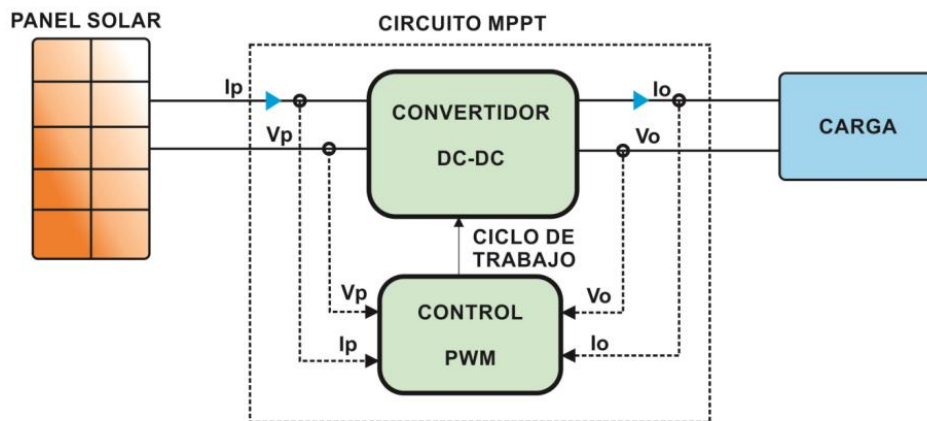 PANEL SOLAR
CIRCUITO MPPT
Ip
Vp
CONVERTIDOR
DC-DC
Io
Vo
CARGA
CICLO DE
TRABAJO
Vp
Ip
CONTROL
PWM
Vo
Io